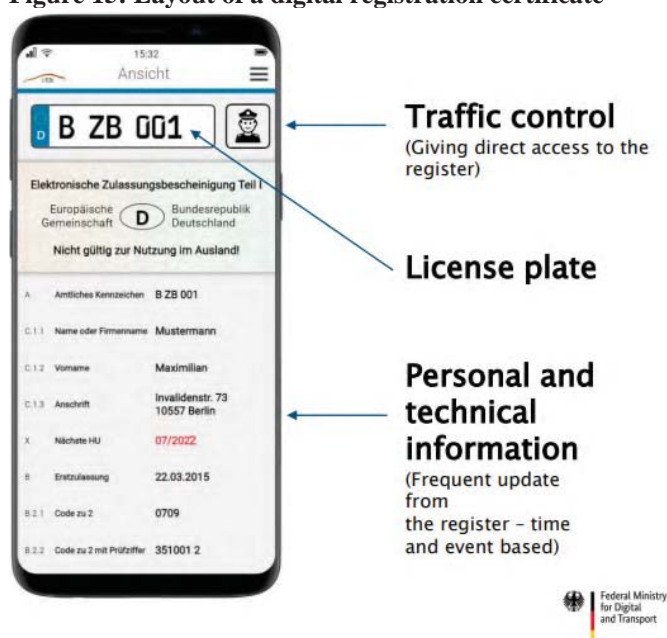 Figure 13: Layout of a digital registration certificate
15:32
Ansicht
D B ZB 001
Elektronische Zulassungsbescheinigung Teil I
Europäische Gemeinschaft D Bundesrepublik Deutschland
Nicht gültig zur Nutzung im Ausland!
A Amtliches Kennzeichen B ZB 001
C.1.1 Name oder Firmenname Mustermann
C.1.2 Vorname Maximilian
C.1.3 Anschrift Invalidenstr. 73
10557 Berlin
X Nächste HU 07/2022
B Erstzulassung 22.03.2015
B.2.1 Code zu 2 0709
B.2.2 Code zu 2 mit Prüfziffer 351001 2
Traffic control
(Giving direct access to the
register)
License plate
Personal and
technical
information
(Frequent update
from
the register – time
and event based)
Federal Ministry
for Digital
and Transport